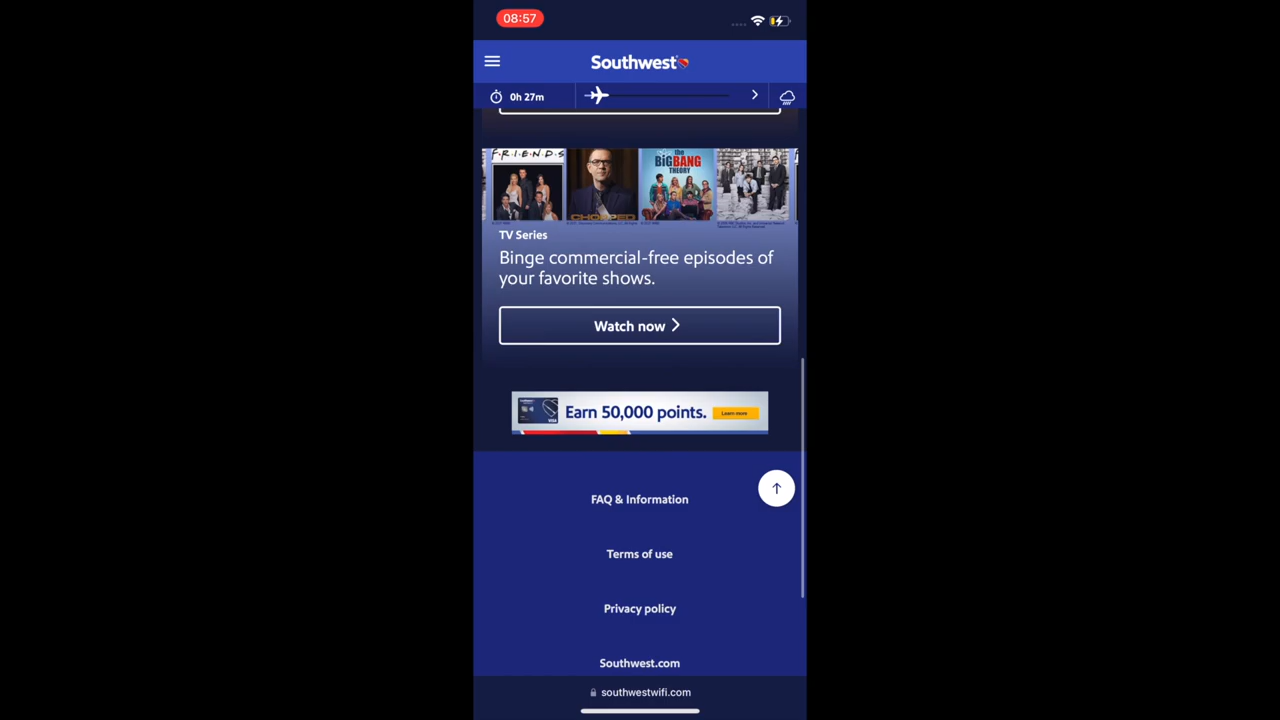 08:57
Southwest
0h 27m
F·R·I·E·N·D·S
CHOPPED
the
BiG BANG
THEORY
TV Series
Binge commercial-free episodes of
your favorite shows.
Watch now
Earn 50,000 points.
Learn more
VISA
FAQ & Information
Terms of use
Privacy policy
Southwest.com
southwestwifi.com